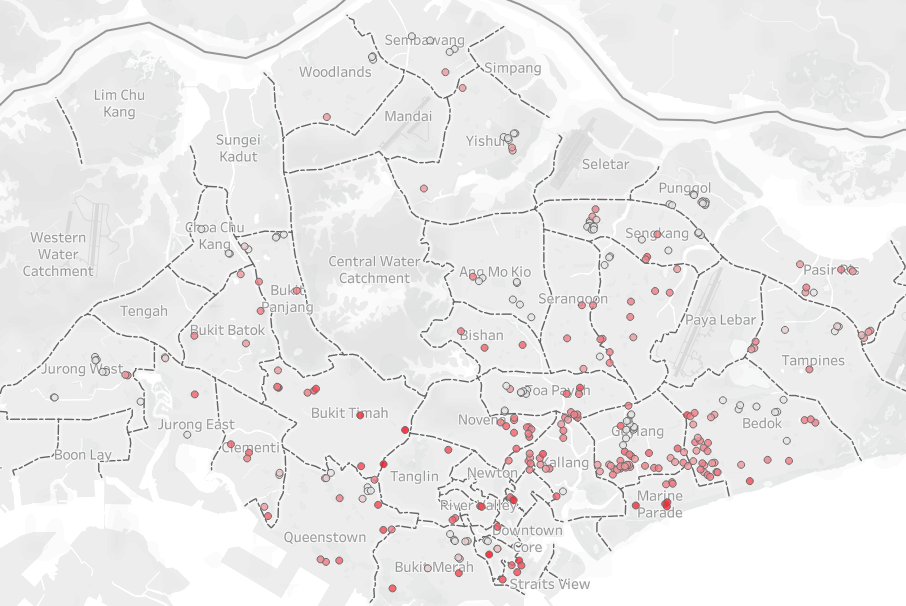 Sembawang
Woodlands
Simpang
Lim Chu
Kang
Mandai
Sungei
Kadut
Yishun
Seletar
Punggol
Choa Chu
Kang
Sengkang
Western
Water
Catchment
Central Water
Catchment
Ang Mo Kio
Pasir Ris
Bukit
Panjang
Serangoon
Tengah
Paya Lebar
Bukit Batok
Bishan
Jurong West
Tampines
Toa Payoh
Bukit Timah
Novena
Jurong East
Geylang
Bedok
Clementi
Boon Lay
Kallang
Tanglin
Newton
Marine
Parade
River Valley
Queenstown
Downtown
Core
Bukit Merah
Straits View